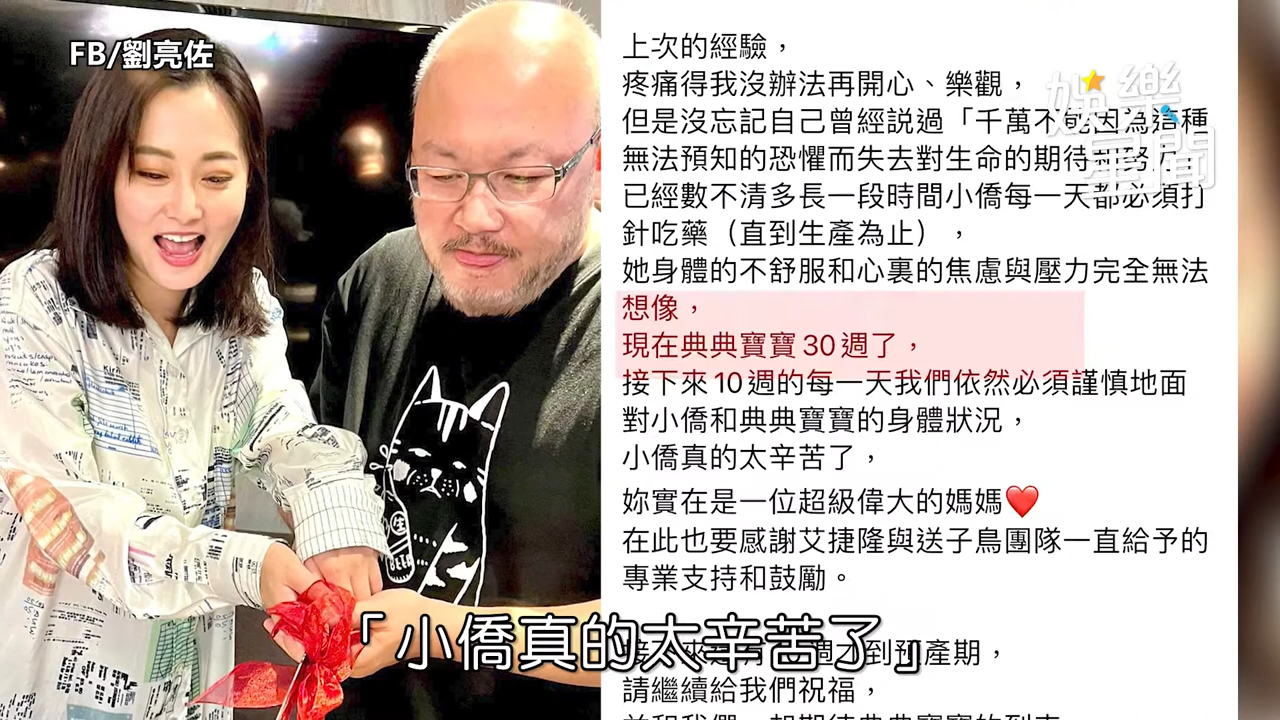 FB/劉亮佐
娛樂
星聞
上次的經驗，
疼痛得我沒辦法再開心、樂觀，
但是沒忘記自己曾經說過「千萬不能因為這種
無法預知的恐懼而失去對生命的期待
已經數不清多長一段時間小僑每一天都必須打
針吃藥（直到生產為止），
她身體的不舒服和心裏的焦慮與壓力完全無法
想像，
現在典典寶寶30週了，
接下來10週的每一天我們依然必須謹慎地面
對小僑和典典寶寶的身體狀況，
小僑真的太辛苦了，
妳實在是一位超級偉大的媽媽❤️
在此也要感謝艾捷隆與送子鳥團隊一直給予的
專業支持和鼓勵。
到預產期，
「小僑真的太辛苦了」
請繼續給我們祝福，